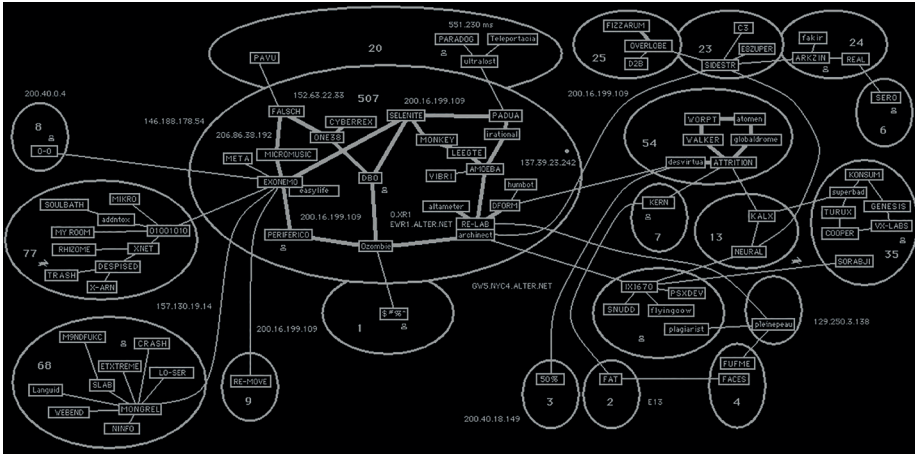 551.230 ms
FIZZARUM
C3
fakir
20
PARADOG
Teleportacia
OVERLOBE
23
E8ZUPER
24
PAVU
ultralost
25
D2B
SIDESTR
ARKZIN
REAL
200.40.0.4
152.63.22.33
507
200.16.199.109
200.16.199.109
SERO
FALSCH
CYBERREX
SELENITE
PADUA
WORPT
atomen
8
146.188.178.54
206.86.38.192
ONE38
MONKEY
irational
54
WALKER
globaldrome
6
0-0
META
MICROMUSIC
LEEGTE
137.39.23.242
desvirtua
ATTRITION
EXONEMO
DBO
VIBRI
AMOEBA
KONSUM
easylife
humbot
superbad
MIKRO
SOULBATH
addntox
altameter
DFORM
KERN
KALX
TURUX
GENESIS
MY ROOM
01001010
200.16.199.109
0.XR1
EWR1.ALTER.NET
RE-LAB
COOPER
VX-LABS
PERIFERICO
0zombie
archinect
7
13
NEURAL
35
77
RHIZOME
XNET
DESPISED
SORABJI
TRASH
X-ARN
GW5.NYC4.ALTER.NET
IXI670
PSXDEV
157.130.19.14
SNUDD
flyingcow
$#%^
plagiarist
pleinepeau
129.250.3.138
200.16.199.109
1
M9NDFUKC
CRASH
68
ETXTREME
LO-SER
FUFME
SLAB
RE-MOVE
50%
FAT
FACES
Languid
WEBEND
MONGREL
9
3
2
E13
4
NINFO
200.40.18.149